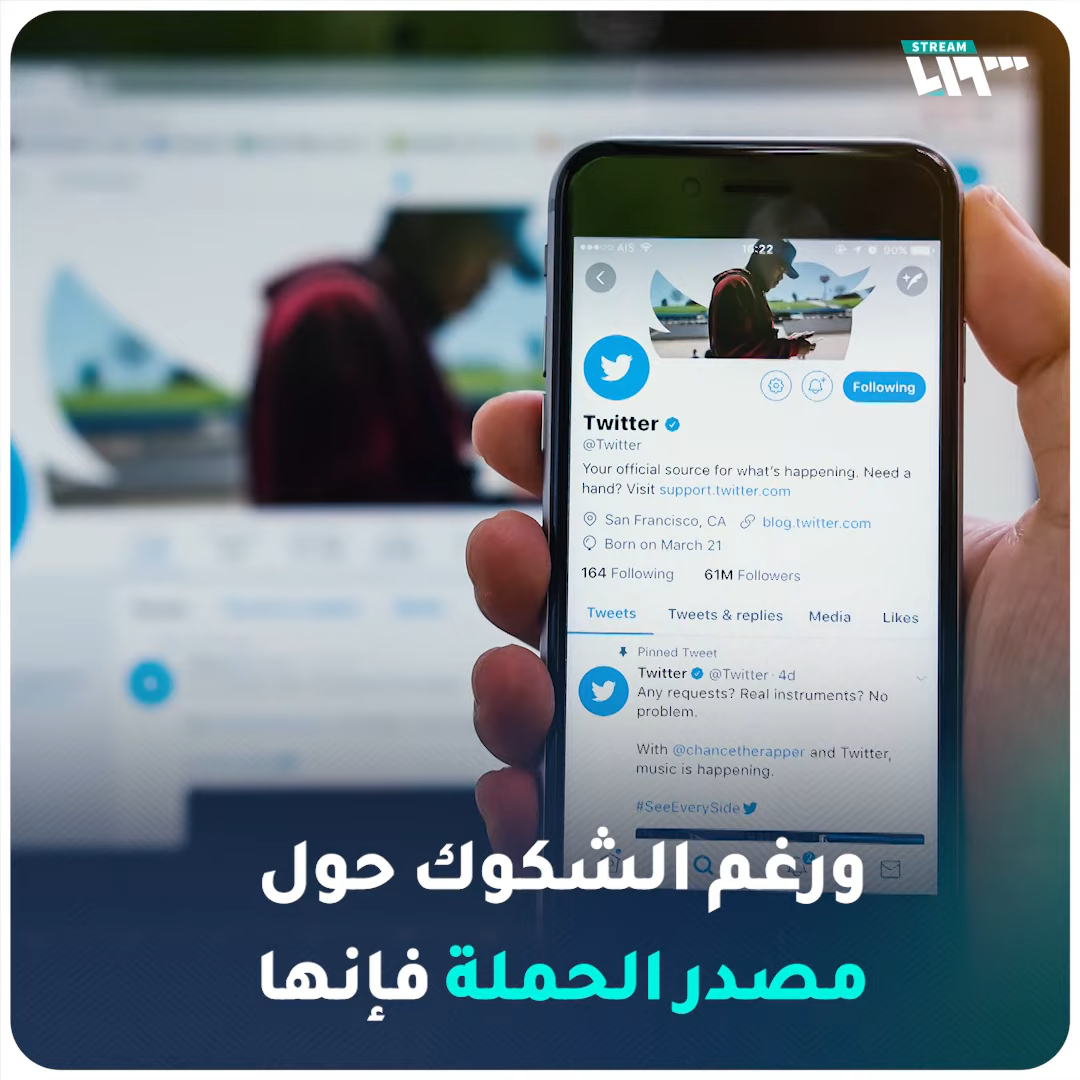 STREAM
AIS 16:22 90%
Following
Twitter
@Twitter
Your official source for what's happening. Need a
hand? Visit support.twitter.com
San Francisco, CA blog.twitter.com
Born on March 21
164 Following 61M Followers
Tweets Tweets & replies Media Likes
Pinned Tweet
Twitter @Twitter · 4d
Any requests? Real instruments? No
problem.
With @chancetherapper and Twitter,
music is happening.
#SeeEverySide
ورغم الشكوك حول
مصدر الحملة فإنها